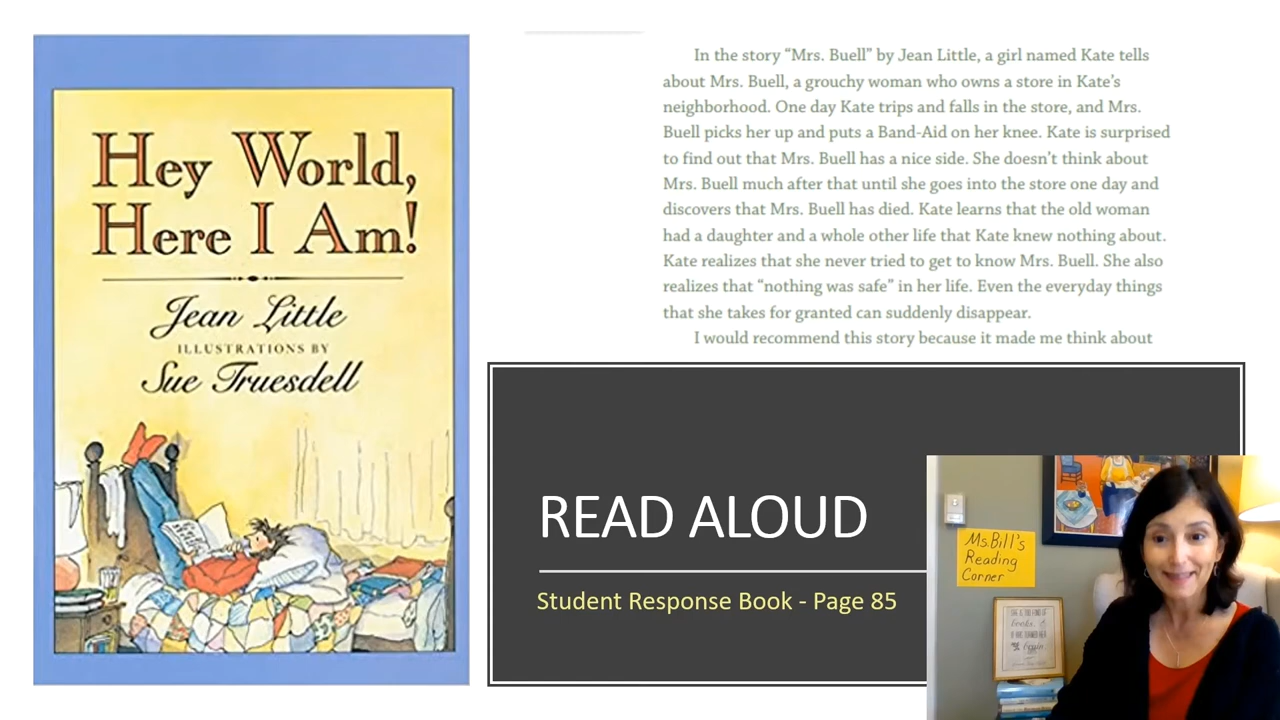 Hey World,
Here I Am!
Jean Little
ILLUSTRATIONS BY
Sue Truesdell
In the story “Mrs. Buell” by Jean Little, a girl named Kate tells
about Mrs. Buell, a grouchy woman who owns a store in Kate’s
neighborhood. One day Kate trips and falls in the store, and Mrs.
Buell picks her up and puts a Band-Aid on her knee. Kate is surprised
to find out that Mrs. Buell has a nice side. She doesn’t think about
Mrs. Buell much after that until she goes into the store one day and
discovers that Mrs. Buell has died. Kate learns that the old woman
had a daughter and a whole other life that Kate knew nothing about.
Kate realizes that she never tried to get to know Mrs. Buell. She also
realizes that “nothing was safe” in her life. Even the everyday things
that she takes for granted can suddenly disappear.
I would recommend this story because it made me think about
READ ALOUD
Student Response Book - Page 85
Ms.Bill's
Reading
Corner